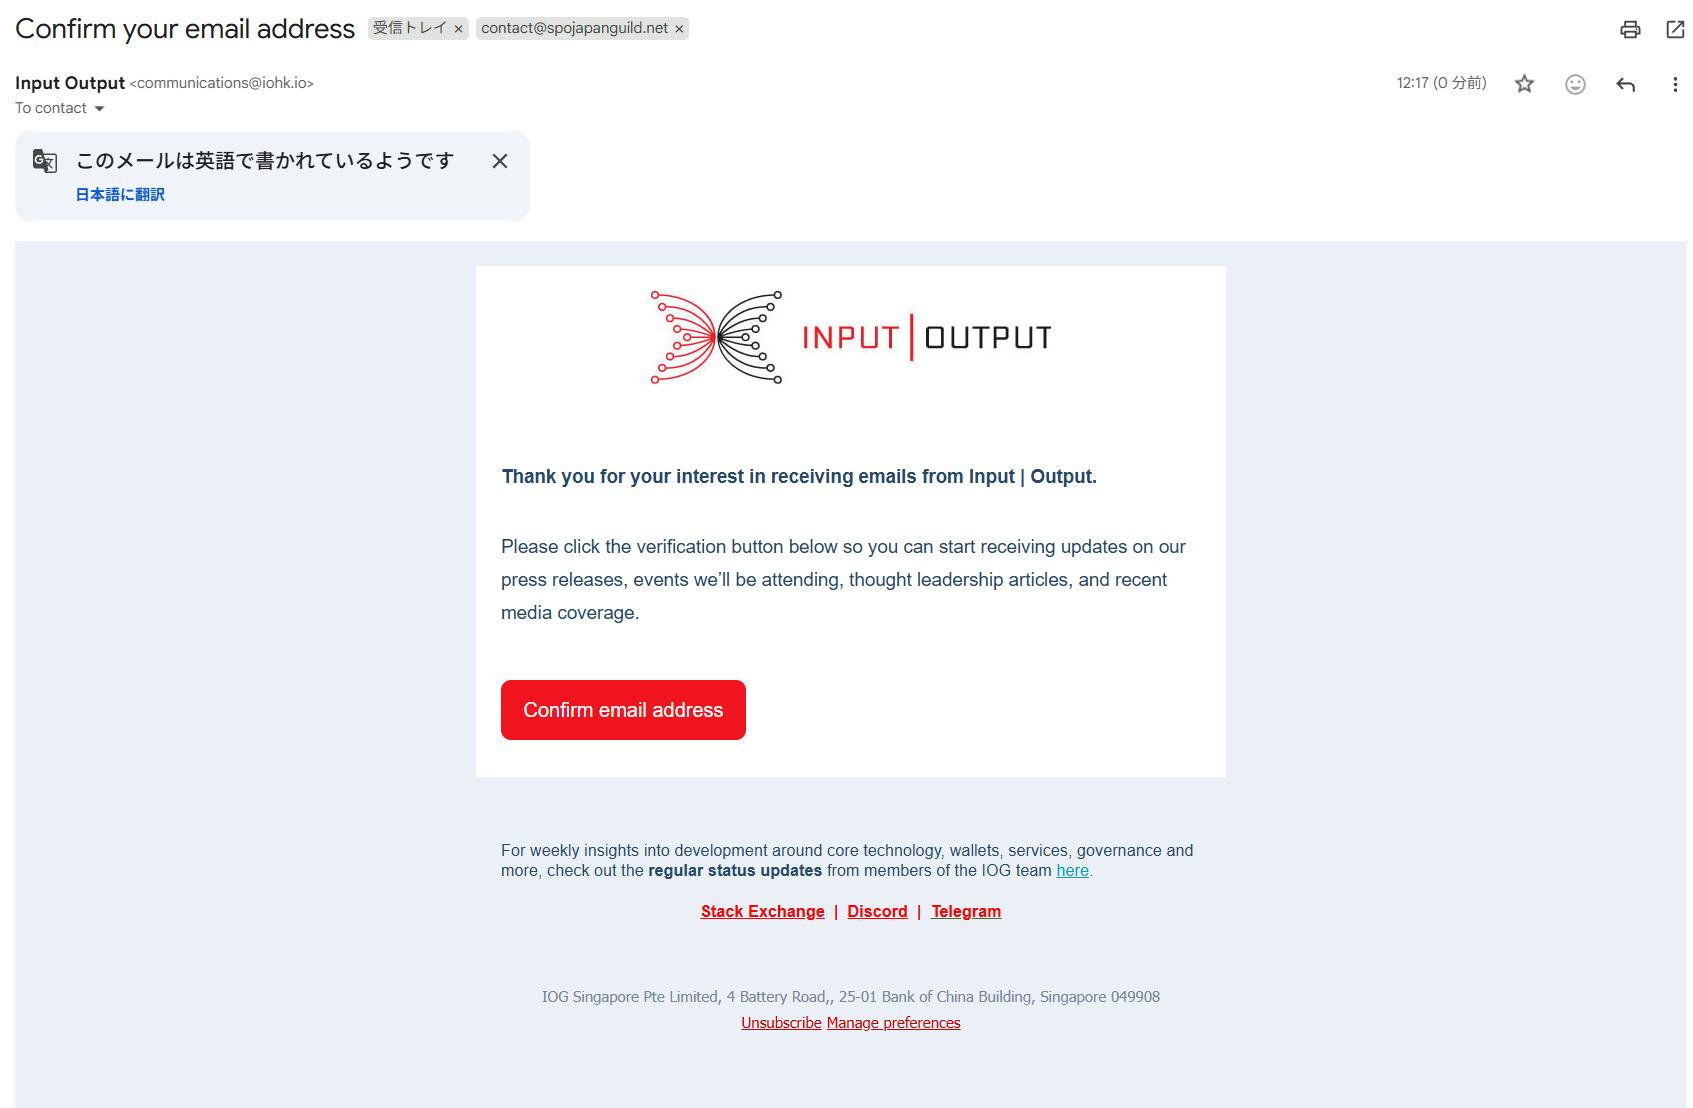 Confirm your email address 受信トレイ × contact@spojapanguild.net ×
Input Output <communications@iohk.io> 12:17 (0 分前)
To contact
このメールは英語で書かれているようです
日本語に翻訳
INPUT | OUTPUT
Thank you for your interest in receiving emails from Input | Output.
Please click the verification button below so you can start receiving updates on our
press releases, events we’ll be attending, thought leadership articles, and recent
media coverage.
Confirm email address
For weekly insights into development around core technology, wallets, services, governance and
more, check out the regular status updates from members of the IOG team here.
Stack Exchange | Discord | Telegram
IOG Singapore Pte Limited, 4 Battery Road,, 25-01 Bank of China Building, Singapore 049908
Unsubscribe Manage preferences